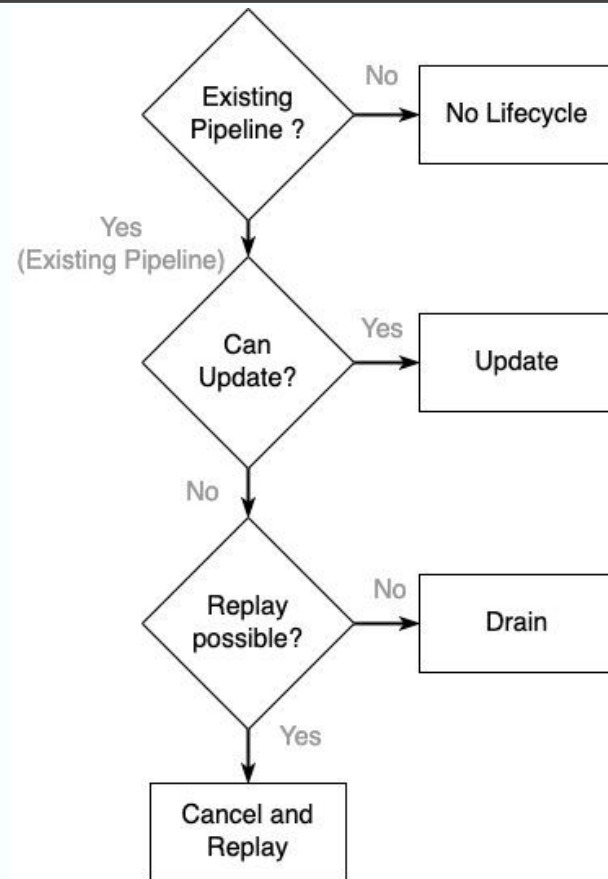 Existing
Pipeline ?
No
No Lifecycle
Yes
(Existing Pipeline)
Can
Update?
Yes
Update
No
Replay
possible?
No
Drain
Yes
Cancel and
Replay